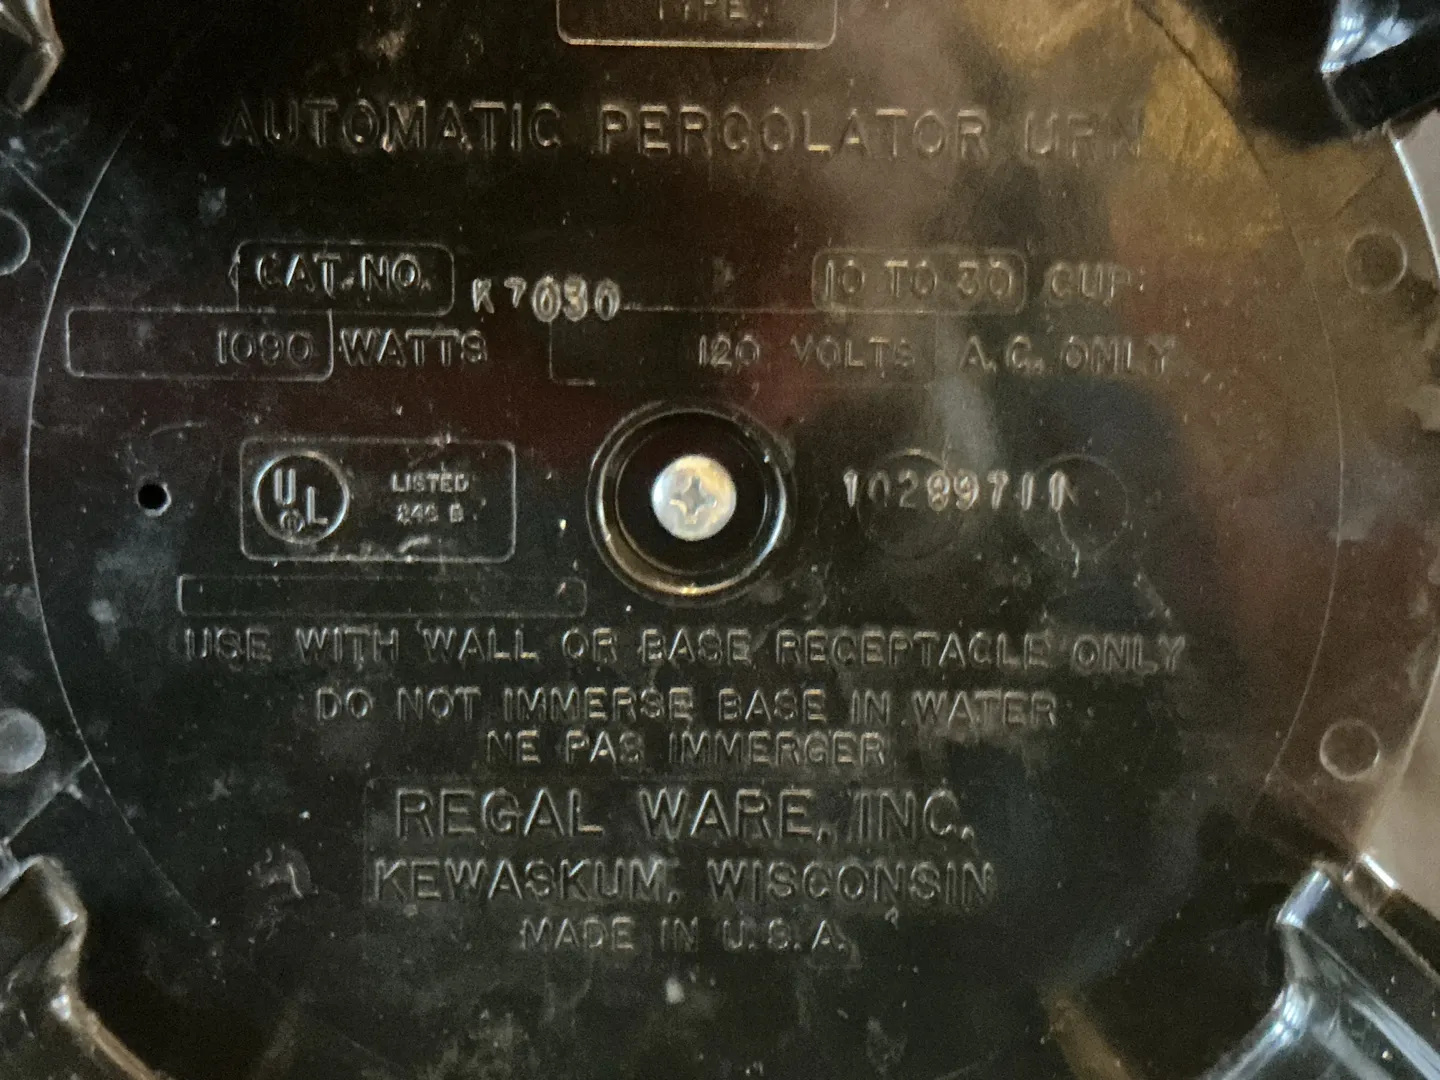 TYPE
AUTOMATIC PERCOLATOR URN
CAT. NO. K7030 10 TO 30 CUP
1090 WATTS 120 VOLTS A.C. ONLY
UL LISTED
USE WITH WALL OR BASE RECEPTACLE ONLY
DO NOT IMMERSE BASE IN WATER
NE PAS IMMERGER
REGAL WARE, INC.
KEWASKUM, WISCONSIN
MADE IN U.S.A.